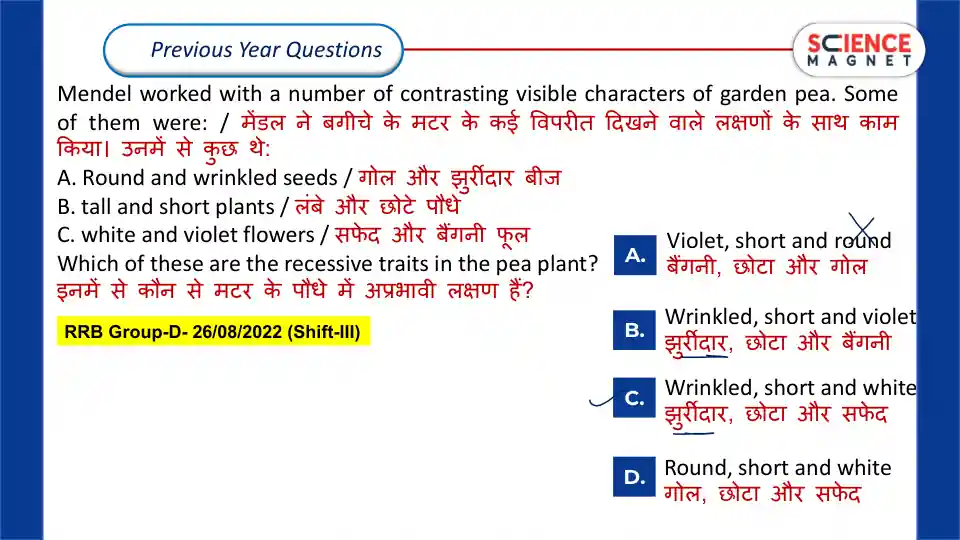 Previous Year Questions
SCIENCE
MAGNET
Mendel worked with a number of contrasting visible characters of garden pea. Some
of them were: / मेंडल ने बगीचे के मटर के कई विपरीत दिखने वाले लक्षणों के साथ काम
किया। उनमें से कुछ थे:
A. Round and wrinkled seeds / गोल और झुर्रीदार बीज
B. tall and short plants / लंबे और छोटे पौधे
C. white and violet flowers / सफेद और बैंगनी फूल
Which of these are the recessive traits in the pea plant?
इनमें से कौन से मटर के पौधे में अप्रभावी लक्षण हैं?
RRB Group-D- 26/08/2022 (Shift-III)
A. Violet, short and round
बैंगनी, छोटा और गोल
B. Wrinkled, short and violet
झुर्रीदार, छोटा और बैंगनी
C. Wrinkled, short and white
झुर्रीदार, छोटा और सफेद
D. Round, short and white
गोल, छोटा और सफेद